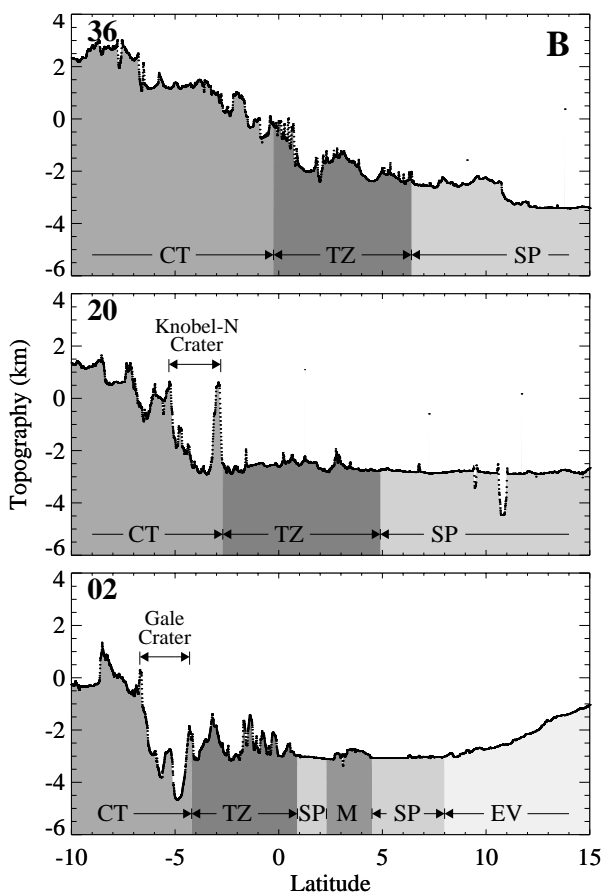 36
B
4
2
0
-2
-4
-6
CT
TZ
SP
20
Knobel-N
Crater
4
2
0
-2
-4
-6
CT
TZ
SP
Topography (km)
02
Gale
Crater
4
2
0
-2
-4
-6
CT
TZ
SP
M
SP
EV
-10
-5
0
5
10
15
Latitude